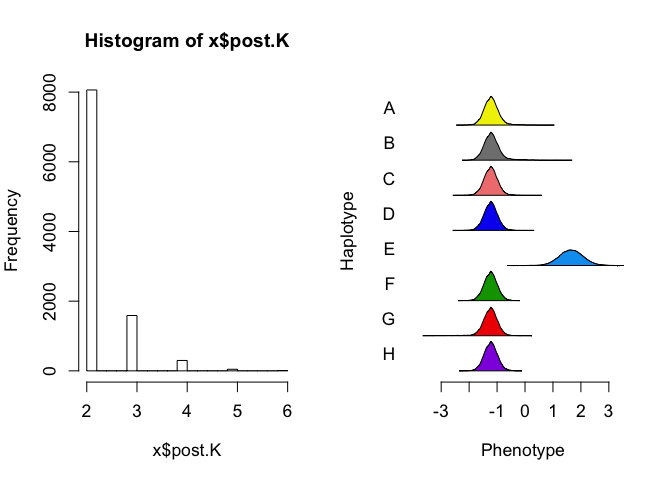 Histogram of x$post.K
Frequency
0
2000
4000
6000
8000
2 3 4 5 6
x$post.K
Haplotype
A
B
C
D
E
F
G
H
-3 -1 0 1 2 3
Phenotype